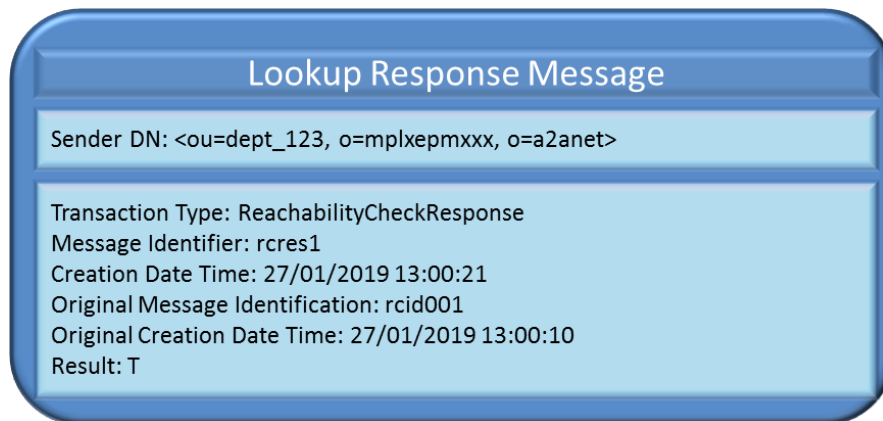 Lookup Response Message
Sender DN: <ou=dept_123, o=mplxepmxxx, o=a2anet>
Transaction Type: ReachabilityCheckResponse
Message Identifier: rcres1
Creation Date Time: 27/01/2019 13:00:21
Original Message Identification: rcid001
Original Creation Date Time: 27/01/2019 13:00:10
Result: T